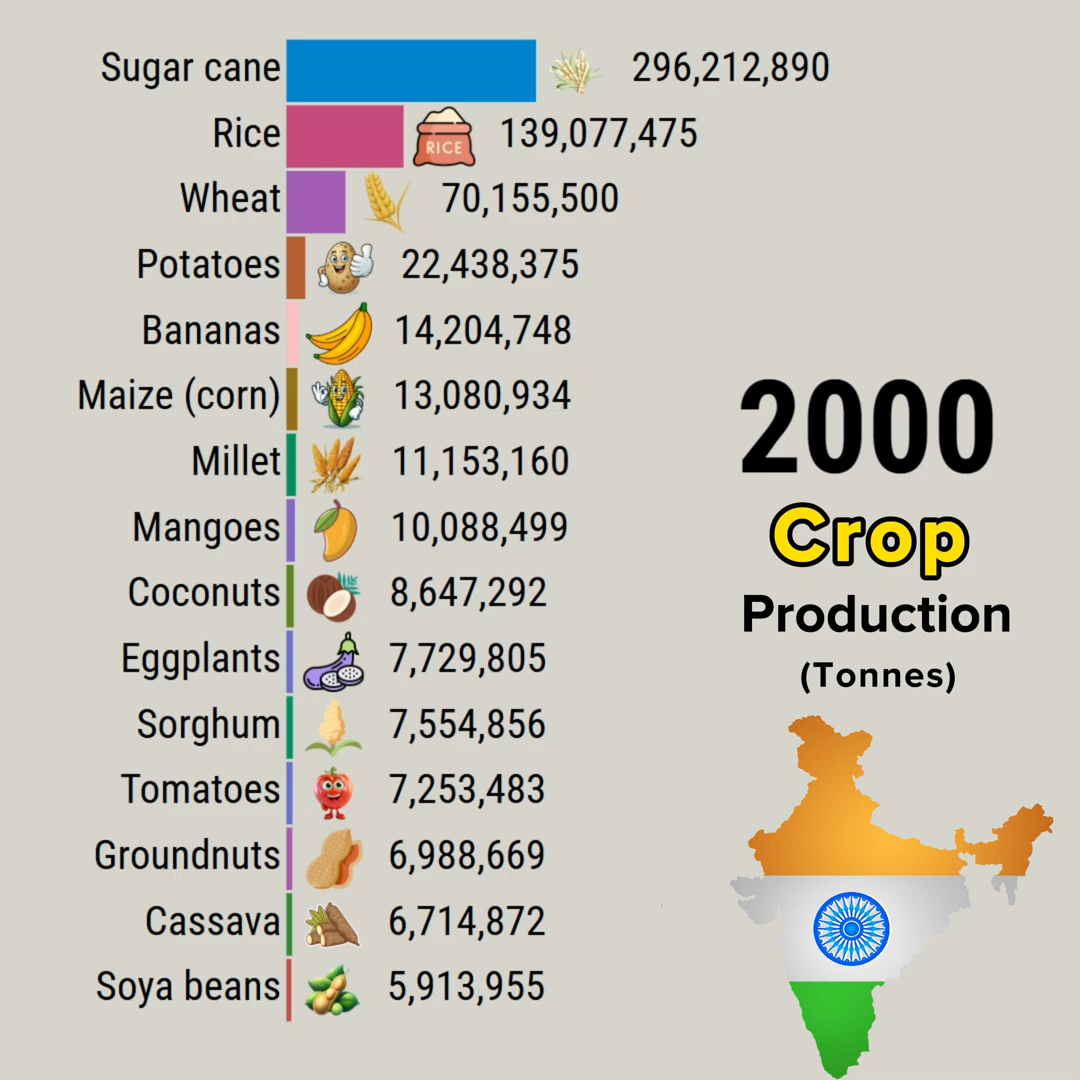 Sugar cane 296,212,890
Rice RICE 139,077,475
Wheat 70,155,500
Potatoes 22,438,375
Bananas 14,204,748
Maize (corn) 13,080,934
Millet 11,153,160
Mangoes 10,088,499
Coconuts 8,647,292
Eggplants 7,729,805
Sorghum 7,554,856
Tomatoes 7,253,483
Groundnuts 6,988,669
Cassava 6,714,872
Soya beans 5,913,955
2000
Crop
Production
(Tonnes)